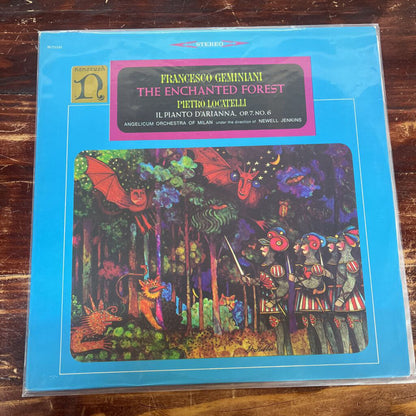 STEREO
nonesuch
FRANCESCO GEMINIANI
THE ENCHANTED FOREST
PIETRO LOCATELLI
IL PIANTO D'ARIANNA, OP. 7, NO. 6
ANGELICUM ORCHESTRA OF MILAN under the direction of NEWELL JENKINS